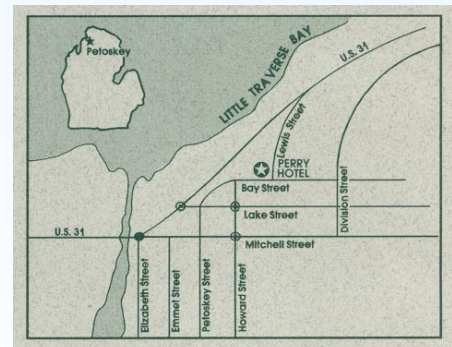 Petoskey
LITTLE TRAVERSE BAY
U.S. 31
Lewis Street
PERRY
HOTEL
Bay Street
Division Street
Lake Street
U.S. 31
Mitchell Street
Elizabeth Street
Emmet Street
Petoskey Street
Howard Street